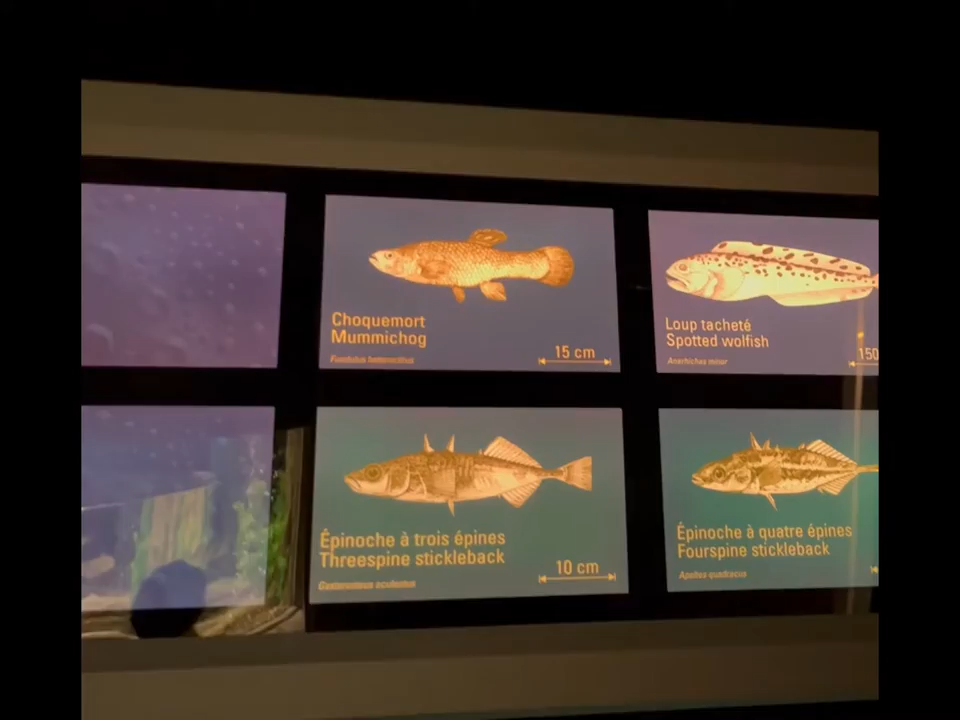 Choquemort
Mummichog
Fundulus heteroclitus
15 cm
Loup tacheté
Spotted wolfish
Anarhichas minor
150
Épinoche à trois épines
Threespine stickleback
Gasterosteus aculeatus
10 cm
Épinoche à quatre épines
Fourspine stickleback
Apeltes quadracus